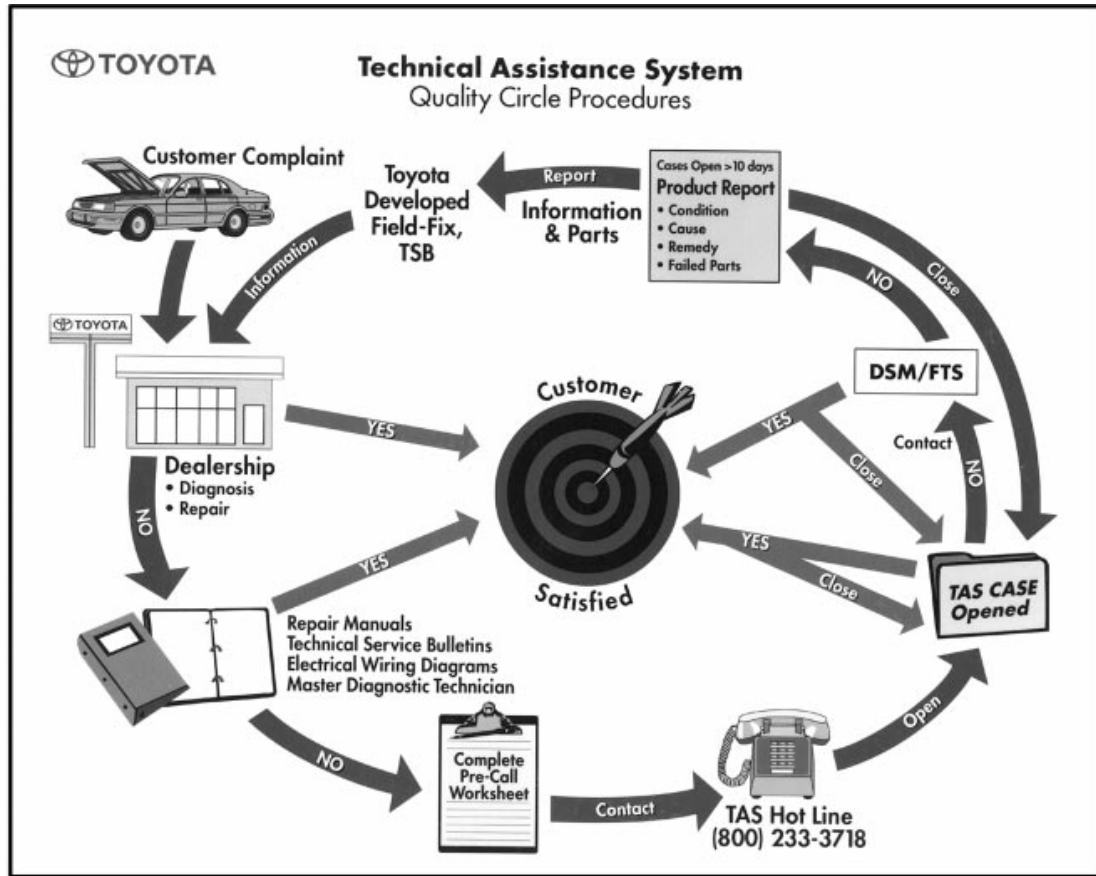 TOYOTA
Technical Assistance System
Quality Circle Procedures
Customer Complaint
Toyota
Developed
Field-Fix,
TSB
Report
Information
& Parts
Cases Open >10 days
Product Report
• Condition
• Cause
• Remedy
• Failed Parts
Close
NO
Information
TOYOTA
DSM/FTS
Customer
YES
YES
Contact
NO
Close
Dealership
• Diagnosis
• Repair
NO
YES
YES
Close
TAS CASE
Opened
Satisfied
Repair Manuals
Technical Service Bulletins
Electrical Wiring Diagrams
Master Diagnostic Technician
NO
Complete
Pre-Call
Worksheet
Contact
Open
TAS Hot Line
(800) 233-3718